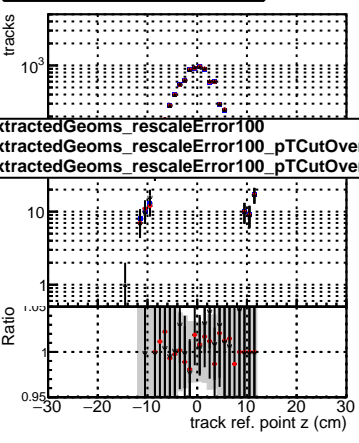 tracks
10³
xtractedGeoms_rescaleError100
xtractedGeoms_rescaleError100_pTCutOver
xtractedGeoms_rescaleError100_pTCutOver
10
1
Ratio
1.05
1
0.95
−30 −20 −10 0 10 20 30
track ref. point z (cm)